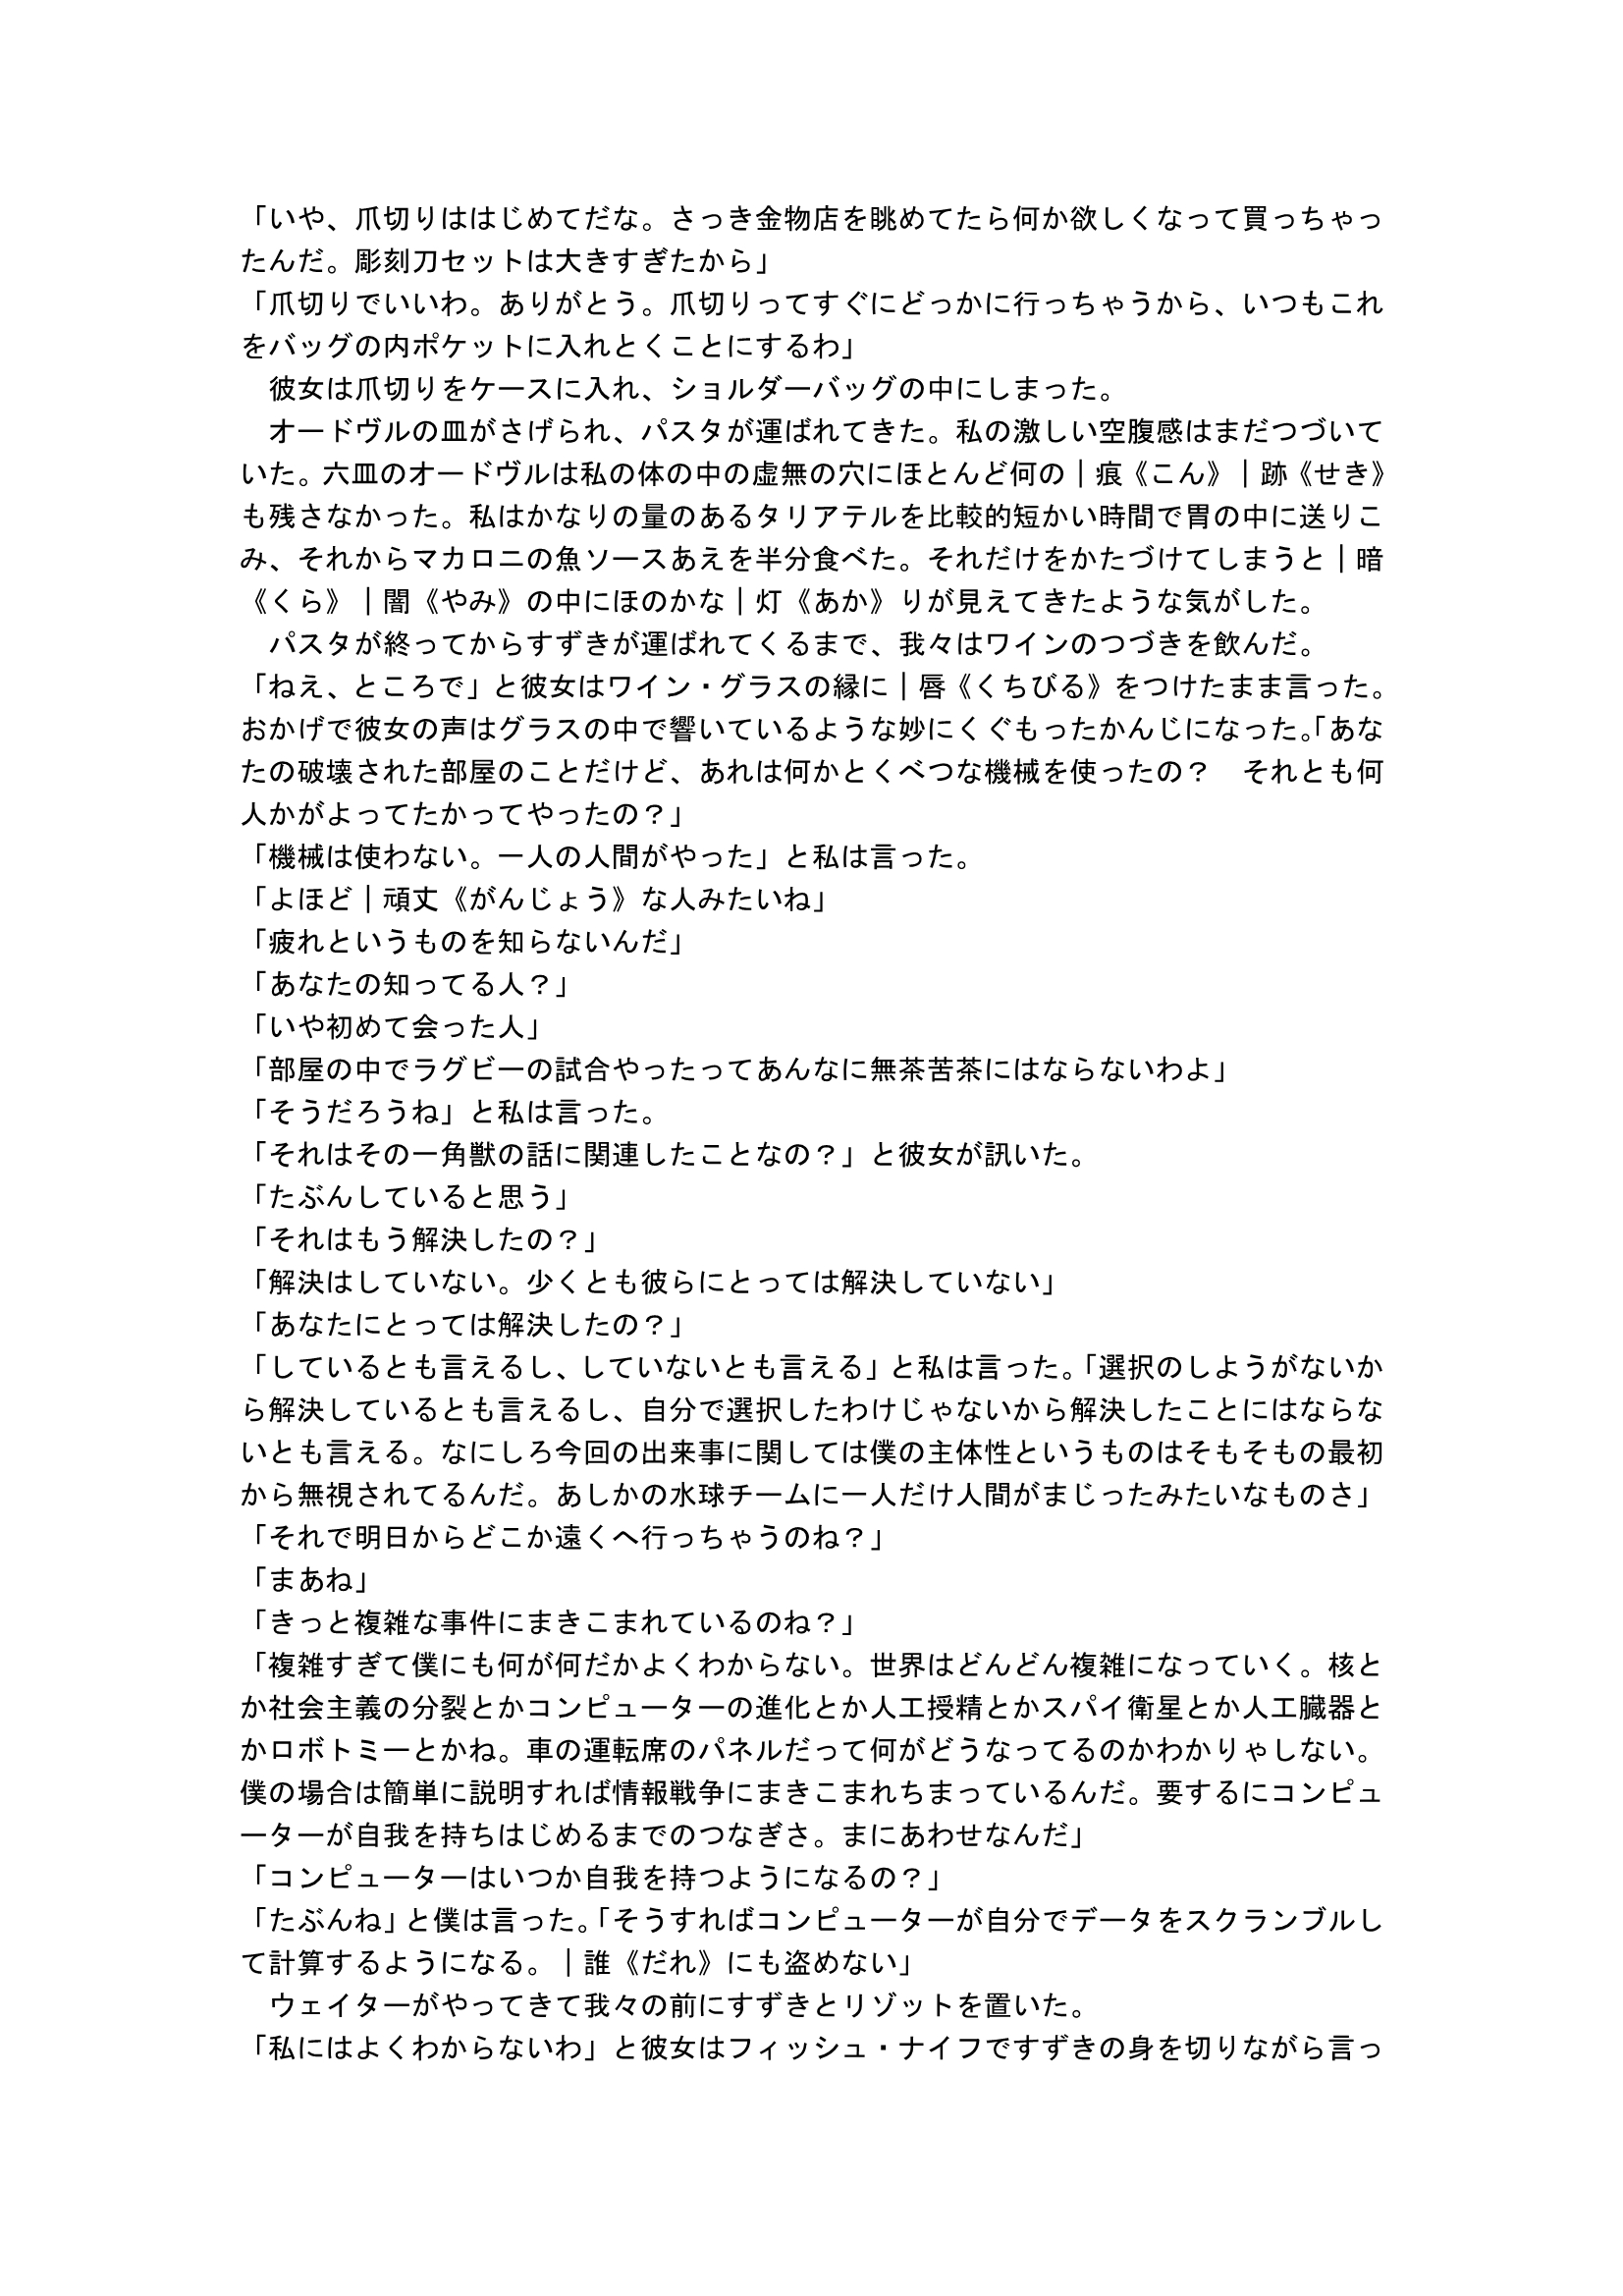 「いや、爪切りははじめてだな。さっき金物店を眺めてたら何か欲しくなって買っちゃっ
たんだ。彫刻刀セットは大きすぎたから」
「爪切りでいいわ。ありがとう。爪切りってすぐにどっかに行っちゃうから、いつもこれ
をバッグの内ポケットに入れとくことにするわ」
　彼女は爪切りをケースに入れ、ショルダーバッグの中にしまった。
　オードヴルの皿がさげられ、パスタが運ばれてきた。私の激しい空腹感はまだつづいて
いた。六皿のオードヴルは私の体の中の虚無の穴にほとんど何の｜痕《こん》｜跡《せき》
も残さなかった。私はかなりの量のあるタリアテルを比較的短かい時間で胃の中に送りこ
み、それからマカロニの魚ソースあえを半分食べた。それだけをかたづけてしまうと｜暗
《くら》｜闇《やみ》の中にほのかな｜灯《あか》りが見えてきたような気がした。
　パスタが終ってからすずきが運ばれてくるまで、我々はワインのつづきを飲んだ。
「ねえ、ところで」と彼女はワイン・グラスの縁に｜唇《くちびる》をつけたまま言った。
おかげで彼女の声はグラスの中で響いているような妙にくぐもったかんじになった。「あな
たの破壊された部屋のことだけど、あれは何かとくべつな機械を使ったの？　それとも何
人かがよってたかってやったの？」
「機械は使わない。一人の人間がやった」と私は言った。
「よほど｜頑丈《がんじょう》な人みたいね」
「疲れというものを知らないんだ」
「あなたの知ってる人？」
「いや初めて会った人」
「部屋の中でラグビーの試合やったってあんなに無茶苦茶にはならないわよ」
「そうだろうね」と私は言った。
「それはその一角獣の話に関連したことなの？」と彼女が訊いた。
「たぶんしていると思う」
「それはもう解決したの？」
「解決はしていない。少くとも彼らにとっては解決していない」
「あなたにとっては解決したの？」
「しているとも言えるし、していないとも言える」と私は言った。「選択のしようがないか
ら解決しているとも言えるし、自分で選択したわけじゃないから解決したことにはならな
いとも言える。なにしろ今回の出来事に関しては僕の主体性というものはそもそもの最初
から無視されてるんだ。あしかの水球チームに一人だけ人間がまじったみたいなものさ」
「それで明日からどこか遠くへ行っちゃうのね？」
「まあね」
「きっと複雑な事件にまきこまれているのね？」
「複雑すぎて僕にも何が何だかよくわからない。世界はどんどん複雑になっていく。核と
か社会主義の分裂とかコンピューターの進化とか人工授精とかスパイ衛星とか人工臓器と
かロボトミーとかね。車の運転席のパネルだって何がどうなってるのかわかりゃしない。
僕の場合は簡単に説明すれば情報戦争にまきこまれちまっているんだ。要するにコンピュ
ーターが自我を持ちはじめるまでのつなぎさ。まにあわせなんだ」
「コンピューターはいつか自我を持つようになるの？」
「たぶんね」と僕は言った。「そうすればコンピューターが自分でデータをスクランブルし
て計算するようになる。｜誰《だれ》にも盗めない」
　ウェイターがやってきて我々の前にすずきとリゾットを置いた。
「私にはよくわからないわ」と彼女はフィッシュ・ナイフですずきの身を切りながら言っ